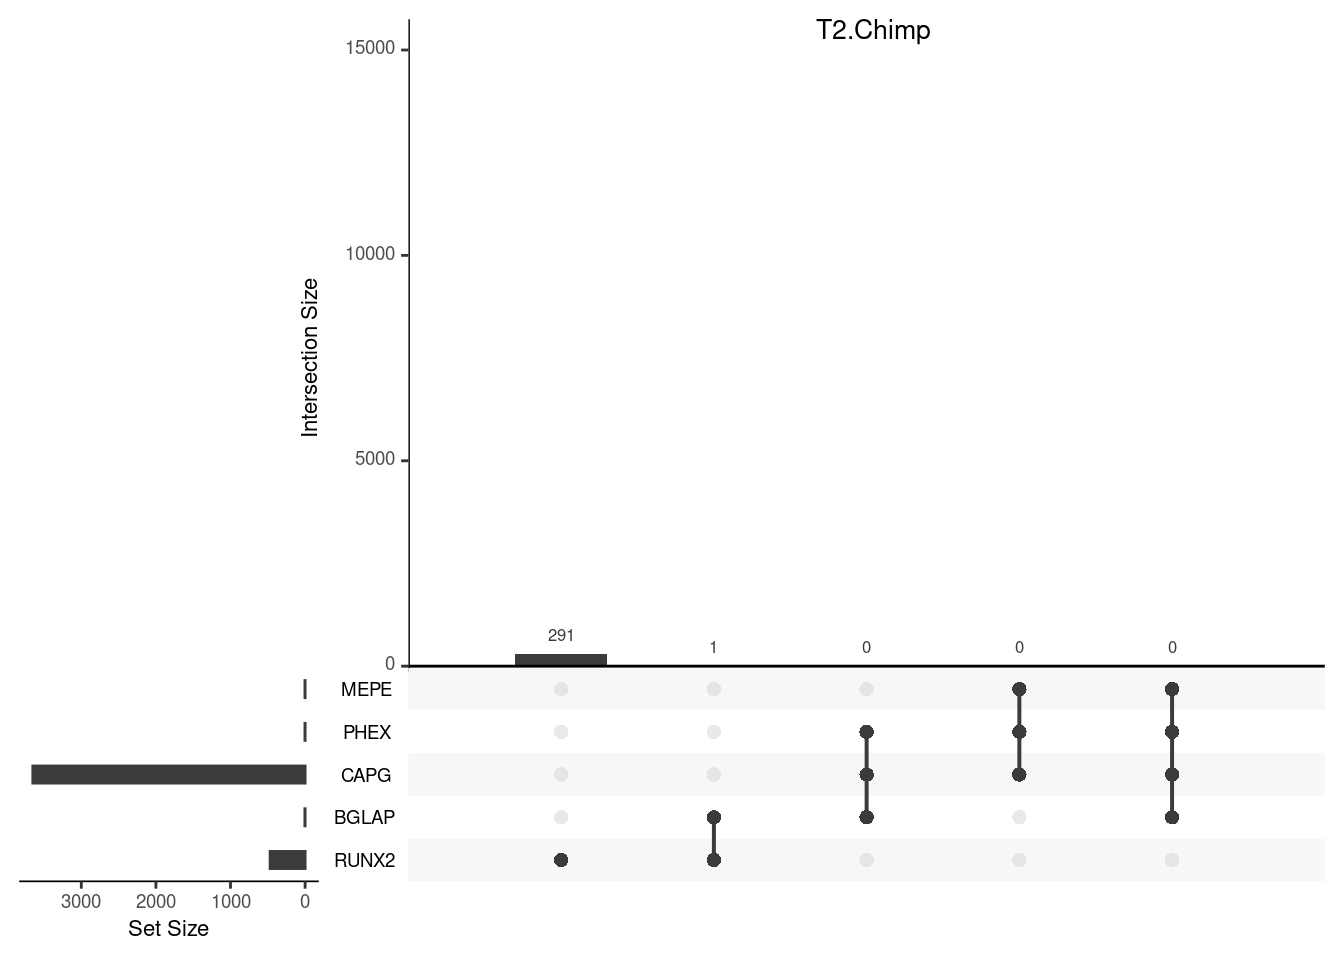 T2.Chimp
15000
10000
5000
0
Intersection Size
291
1
0
0
0
MEPE
PHEX
CAPG
BGLAP
RUNX2
3000 2000 1000 0
Set Size